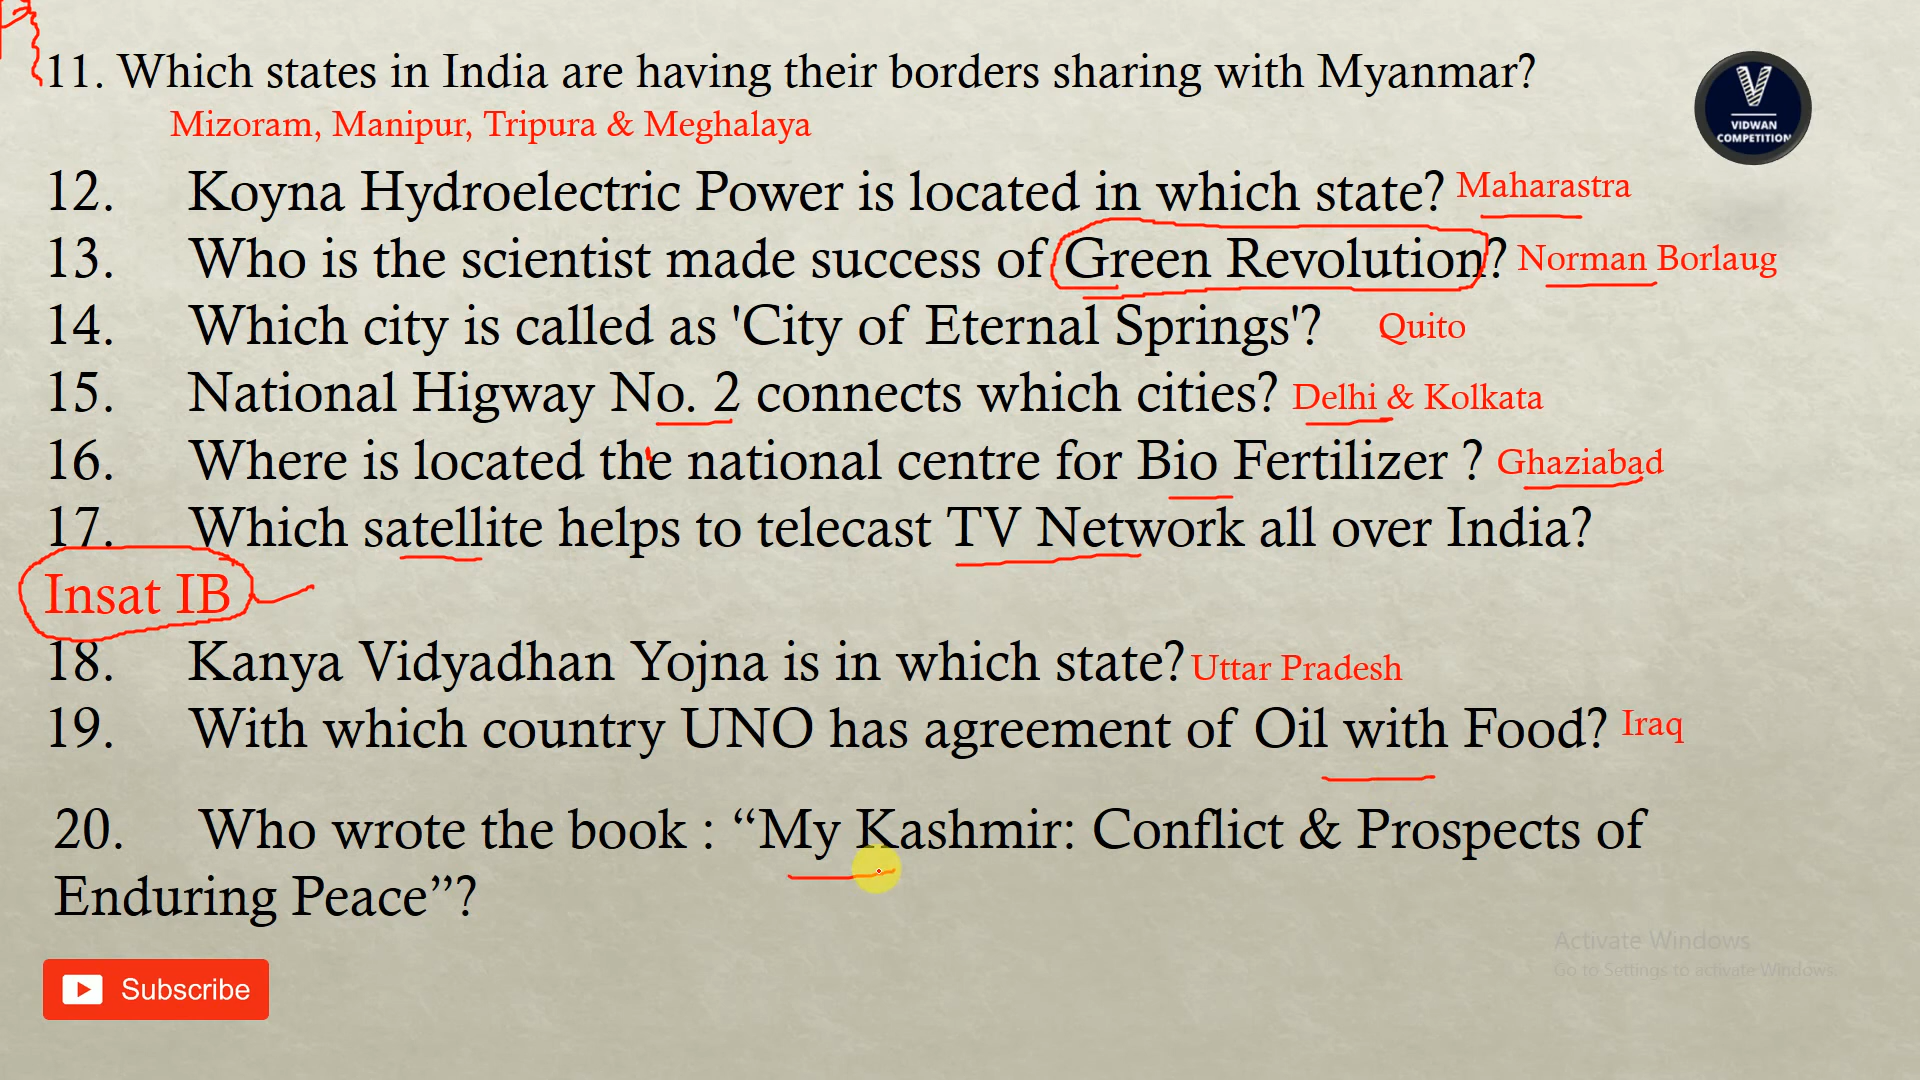 11. Which states in India are having their borders sharing with Myanmar?
Mizoram, Manipur, Tripura & Meghalaya
VIDWAN
COMPETITION
12. Koyna Hydroelectric Power is located in which state? Maharastra
13. Who is the scientist made success of Green Revolution? Norman Borlaug
14. Which city is called as 'City of Eternal Springs'? Quito
15. National Higway No. 2 connects which cities? Delhi & Kolkata
16. Where is located the national centre for Bio Fertilizer ? Ghaziabad
17. Which satellite helps to telecast TV Network all over India?
Insat IB
18. Kanya Vidyadhan Yojna is in which state? Uttar Pradesh
19. With which country UNO has agreement of Oil with Food? Iraq
20. Who wrote the book : “My Kashmir: Conflict & Prospects of
Enduring Peace”?
Activate Windows
Go to Settings to activate Windows.
Subscribe